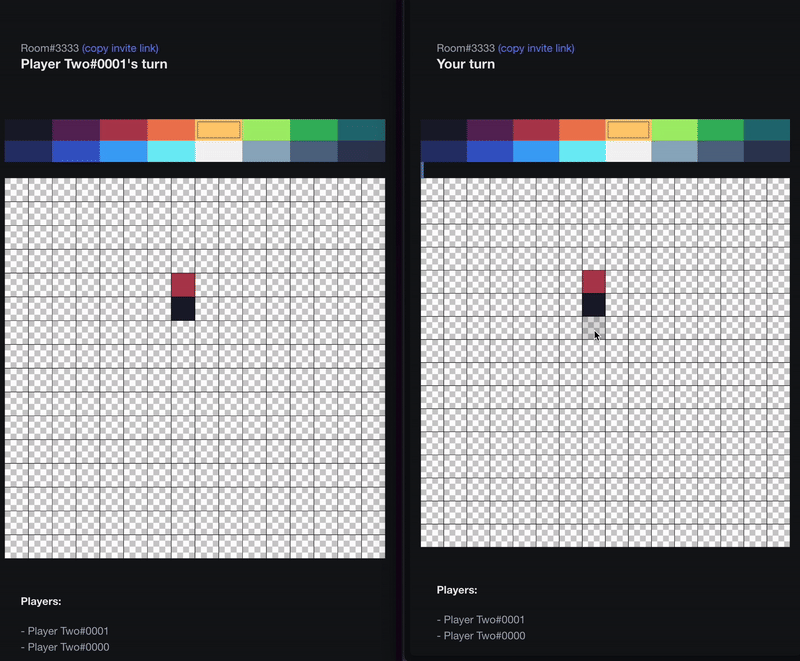 Room#3333 (copy invite link)
Player Two#0001's turn
Players:
- Player Two#0001
- Player Two#0000
Room#3333 (copy invite link)
Your turn
Players:
- Player Two#0001
- Player Two#0000